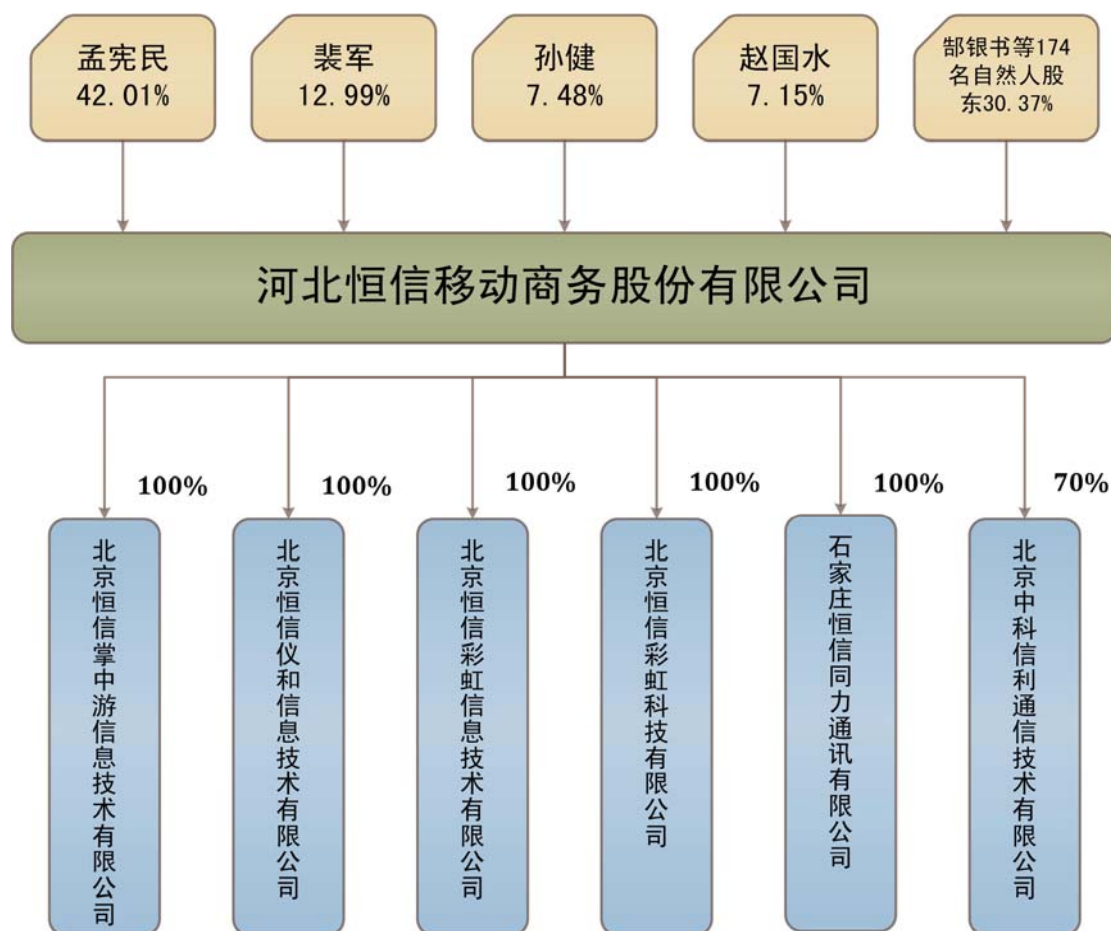 孟宪民
42.01%
裴军
12.99%
孙健
7.48%
赵国水
7.15%
郜银书等174
名自然人股
东30.37%
河北恒信移动商务股份有限公司
100%
100%
100%
100%
100%
70%
北京恒信掌中游信息技术有限公司
北京恒信仪和信息技术有限公司
北京恒信彩虹信息技术有限公司
北京恒信彩虹科技有限公司
石家庄恒信同力通讯有限公司
北京中科信利通信技术有限公司